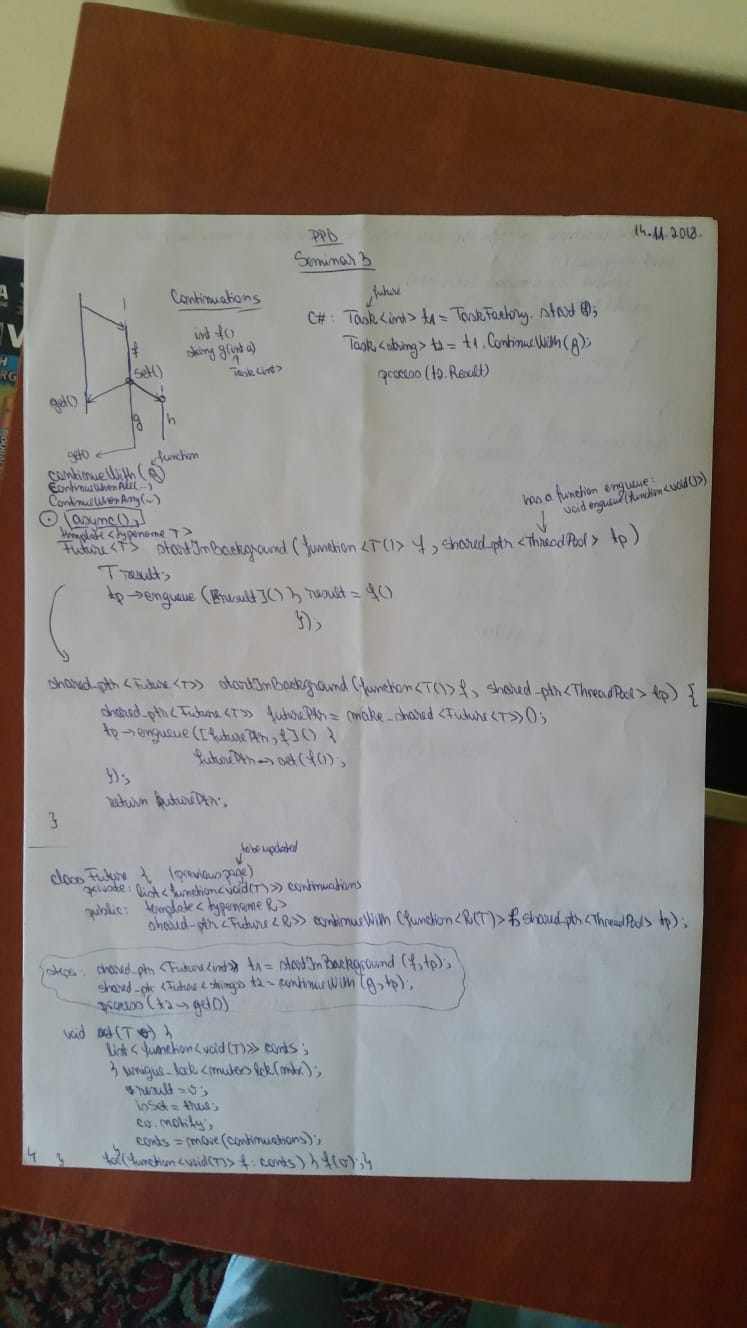 PPD
14.11.2018.
Seminar 3
Continuations
int f()
string g(int a)
Task<int>
future
C#: Task<int> t1 = TaskFactory.start(f);
Task<string> t2 = t1.ContinueWith(g);
process(t2.Result)
f
set()
get()
g
h
get()
function
continueWith(
ContinueWhenAll(...)
ContinueWhenAny(...)
async(),
has a function enqueue:
void enqueue(function<void()>)
template<typename T>
Future<T> startInBackground (function<T()> f, shared_ptr<ThreadPool> tp)
T result;
tp->enqueue([&result]() { result = f()
});
shared_ptr<Future<T>> startInBackground (function<T()> f, shared_ptr<ThreadPool> tp) {
shared_ptr<Future<T>> futurePtr = make_shared<Future<T>>();
tp->enqueue([futurePtr, f]() {
futurePtr->set(f());
});
return futurePtr;
}
to be updated
class Future { (previous page)
private: list<function<void(T)>> continuations
public: template<typename R>
shared_ptr<Future<R>> continueWith (function<R(T)> f, shared_ptr<ThreadPool> tp);
steps: shared_ptr<Future<int>> t1 = startInBackground(f, tp);
shared_ptr<Future<string>> t2 = continueWith(g, tp);
process(t2->get())
void set(T v) {
list<function<void(T)>> conts;
{ unique_lock<mutex> lck(mtx);
result = v;
isSet = true;
cv.notify;
conts = move(continuations);
}
} } for(function<void(T)> f : conts) { f(v); }